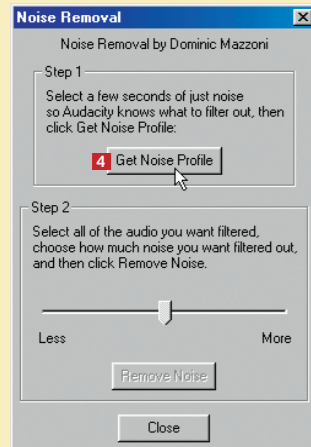 Noise Removal
Noise Removal by Dominic Mazzoni
Step 1
Select a few seconds of just noise
so Audacity knows what to filter out, then
click Get Noise Profile:
4 Get Noise Profile
Step 2
Select all of the audio you want filtered,
choose how much noise you want filtered out,
and then click Remove Noise.
Less More
Remove Noise
Close